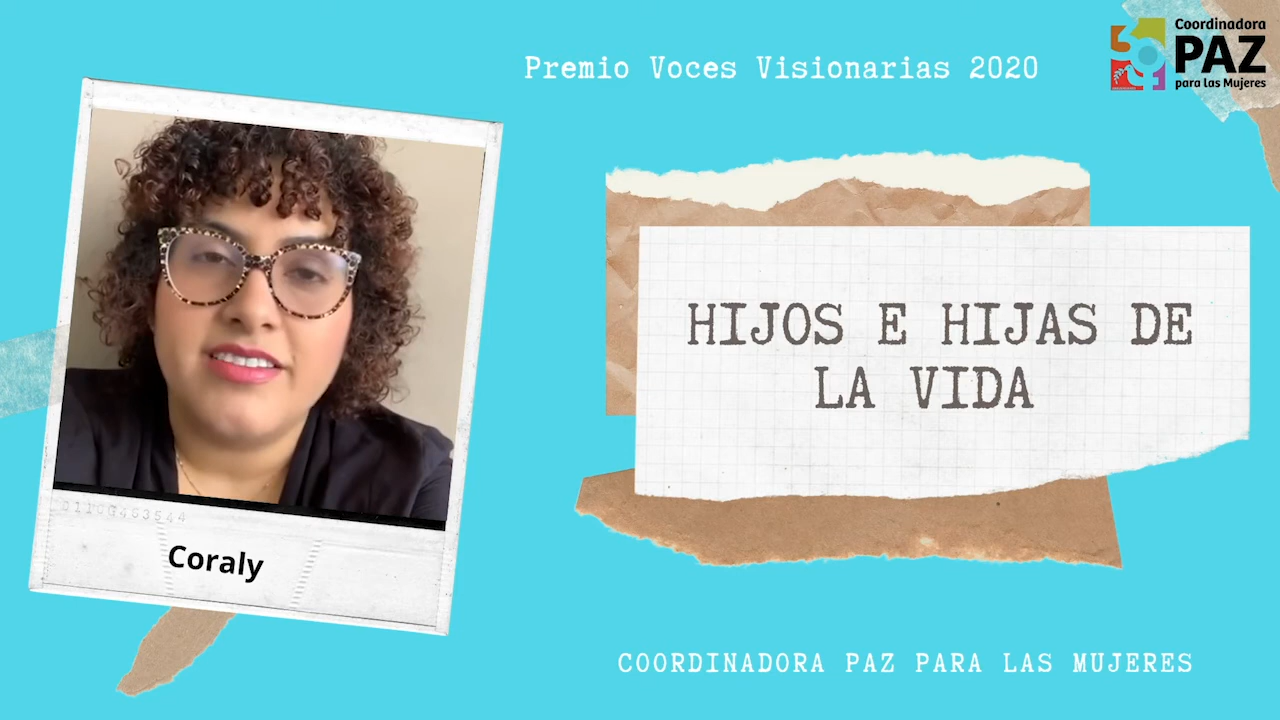 Premio Voces Visionarias 2020
Coordinadora
PAZ
para las Mujeres
HIJOS E HIJAS DE
LA VIDA
Coraly
COORDINADORA PAZ PARA LAS MUJERES